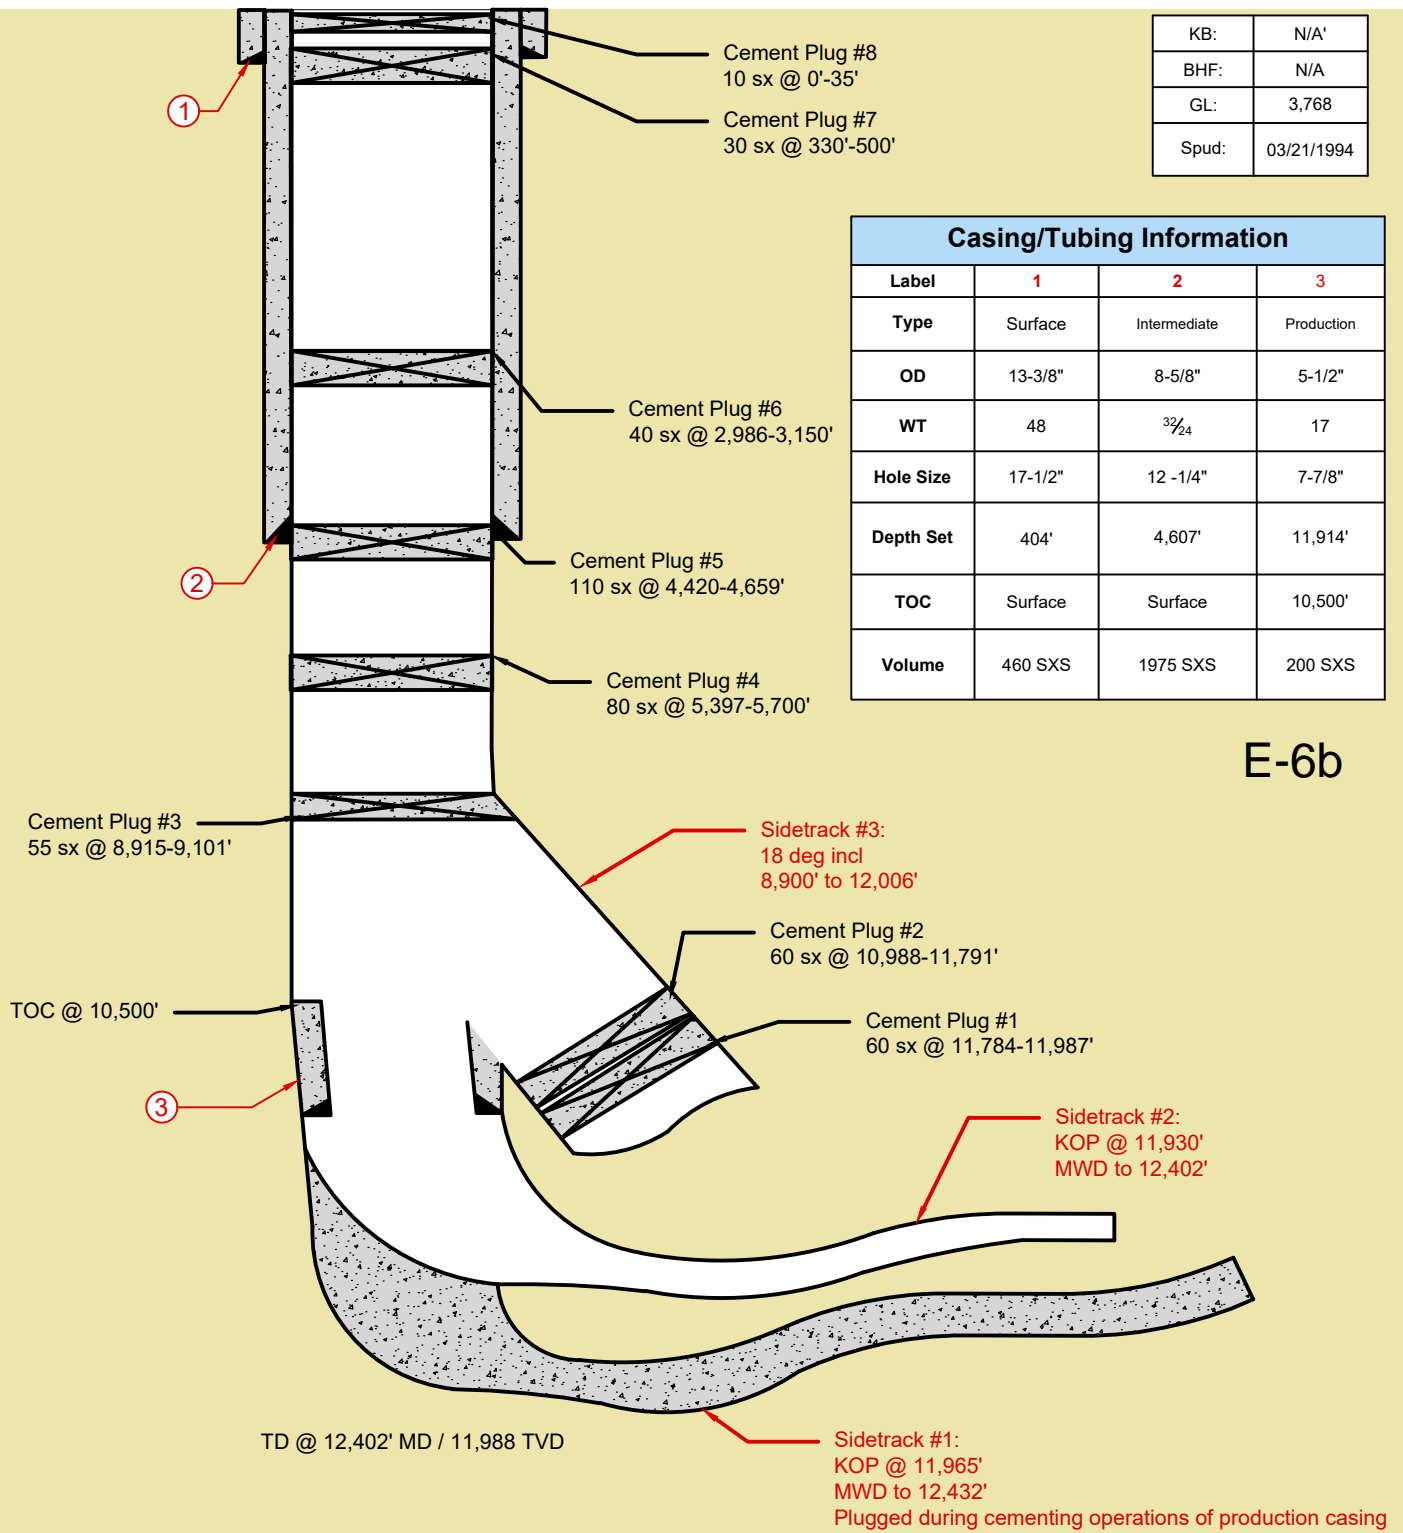 Cement Plug #8
10 sx @ 0'-35'
Cement Plug #7
30 sx @ 330'-500'
KB: N/A'
BHF: N/A
GL: 3,768
Spud: 03/21/1994
1
Casing/Tubing Information
Label 1 2 3
Type Surface Intermediate Production
OD 13-3/8" 8-5/8" 5-1/2"
WT 48 32/24 17
Hole Size 17-1/2" 12 -1/4" 7-7/8"
Depth Set 404' 4,607' 11,914'
TOC Surface Surface 10,500'
Volume 460 SXS 1975 SXS 200 SXS
Cement Plug #6
40 sx @ 2,986-3,150'
2
Cement Plug #5
110 sx @ 4,420-4,659'
Cement Plug #4
80 sx @ 5,397-5,700'
E-6b
Cement Plug #3
55 sx @ 8,915-9,101'
Sidetrack #3:
18 deg incl
8,900' to 12,006'
Cement Plug #2
60 sx @ 10,988-11,791'
TOC @ 10,500'
Cement Plug #1
60 sx @ 11,784-11,987'
3
Sidetrack #2:
KOP @ 11,930'
MWD to 12,402'
TD @ 12,402' MD / 11,988 TVD
Sidetrack #1:
KOP @ 11,965'
MWD to 12,432'
Plugged during cementing operations of production casing